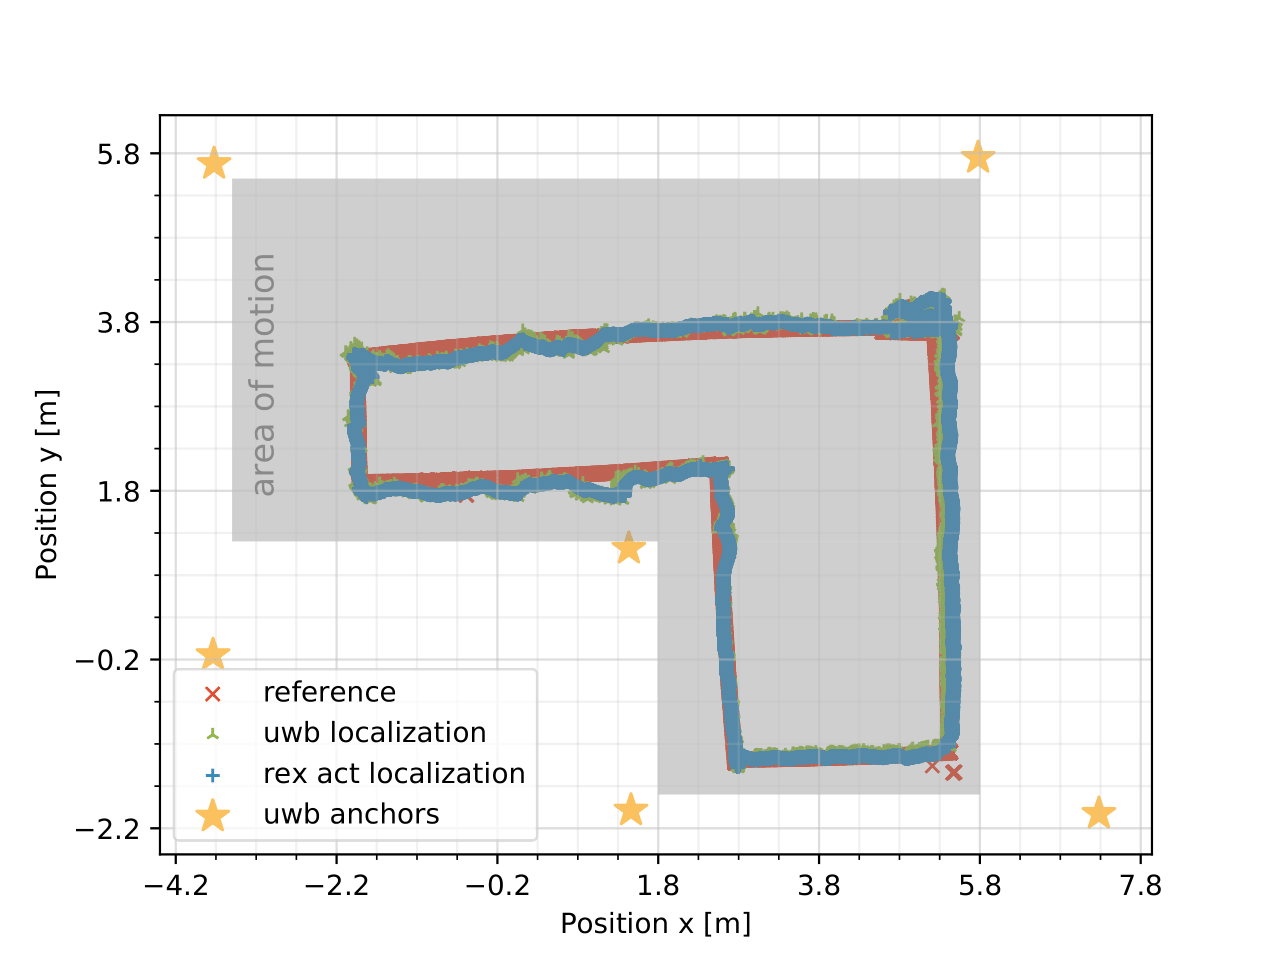 5.8
3.8
1.8
−0.2
−2.2
Position y [m]
area of motion
reference
uwb localization
rex act localization
uwb anchors
−4.2 −2.2 −0.2 1.8 3.8 5.8 7.8
Position x [m]